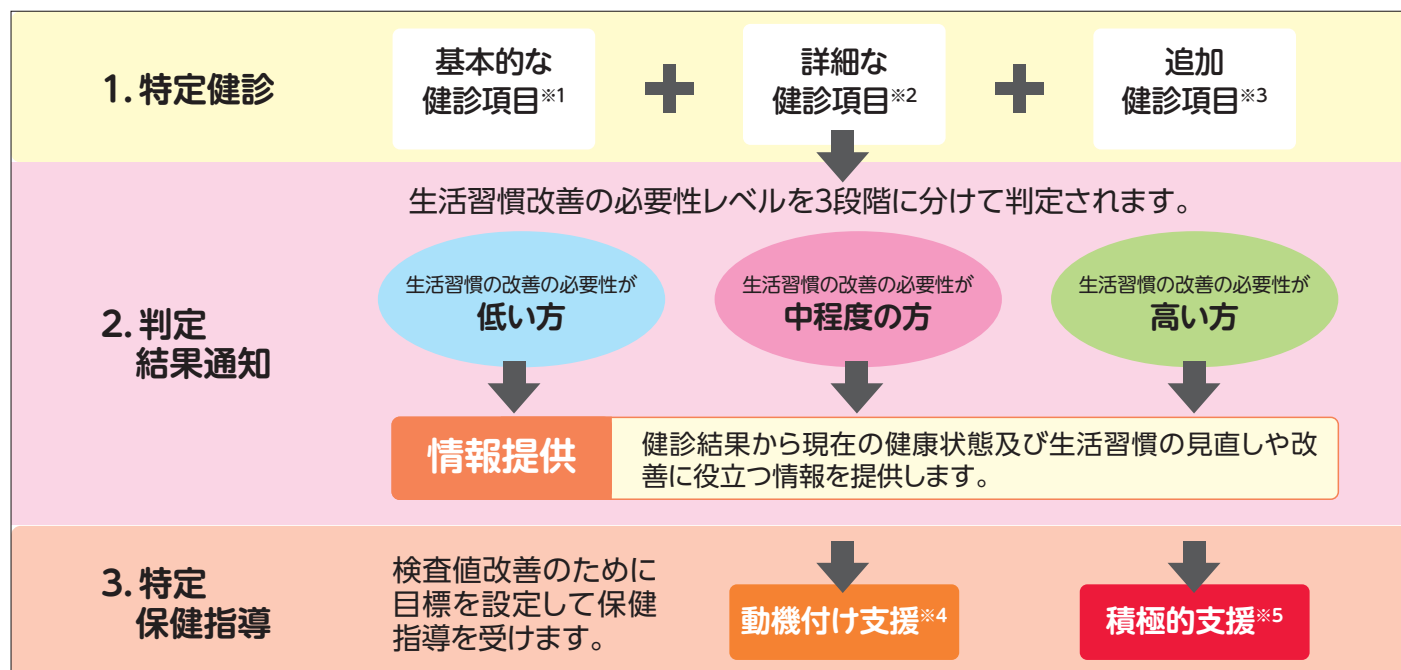 1. 特定健診
基本的な
健診項目※1
詳細な
健診項目※2
追加
健診項目※3
生活習慣改善の必要性レベルを3段階に分けて判定されます。
2. 判定
結果通知
生活習慣の改善の必要性が
低い方
生活習慣の改善の必要性が
中程度の方
生活習慣の改善の必要性が
高い方
情報提供
健診結果から現在の健康状態及び生活習慣の見直しや改
善に役立つ情報を提供します。
3. 特定
保健指導
検査値改善のために
目標を設定して保健
指導を受けます。
動機付け支援※4
積極的支援※5